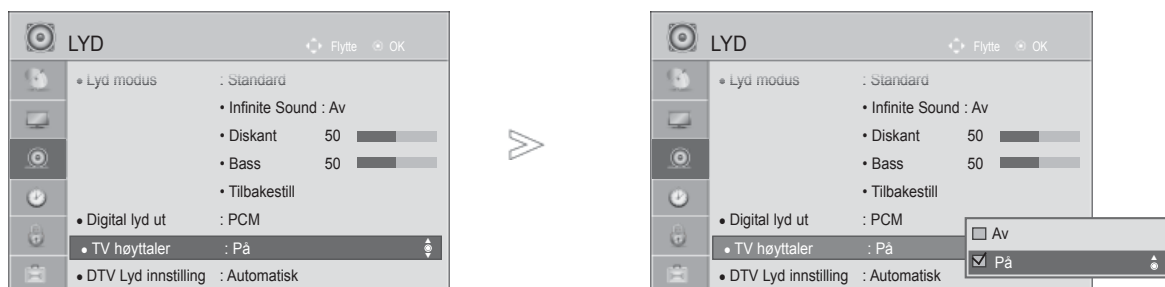 LYD
Flytte OK
• Lyd modus : Standard
• Infinite Sound : Av
• Diskant 50
• Bass 50
• Tilbakestill
• Digital lyd ut : PCM
• TV høyttaler : På
• DTV Lyd innstilling : Automatisk
LYD
Flytte OK
• Lyd modus : Standard
• Infinite Sound : Av
• Diskant 50
• Bass 50
• Tilbakestill
• Digital lyd ut : PCM
• TV høyttaler : På
• DTV Lyd innstilling : Automatisk
Av
På